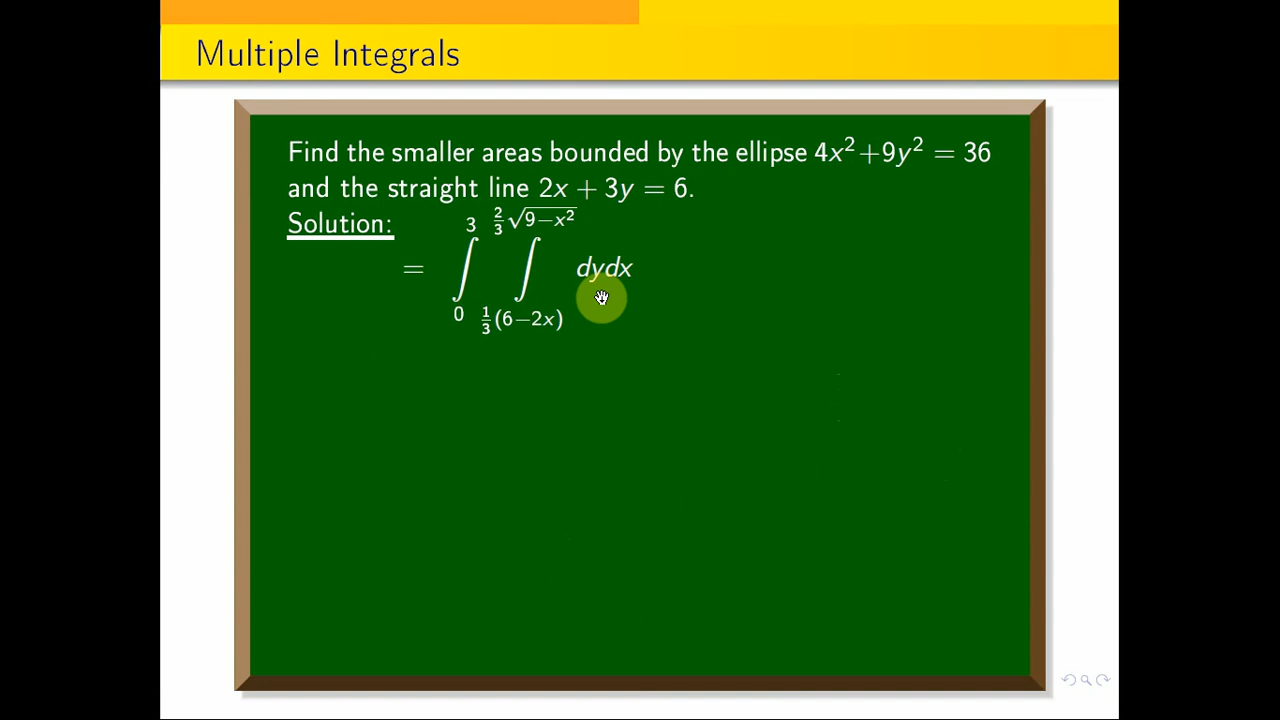 Multiple Integrals
Find the smaller areas bounded by the ellipse 4x² + 9y² = 36
and the straight line 2x + 3y = 6.
Solution:
= ∫₀³ ∫_{⅓(6−2x)}^{⅔√(9−x²)} dydx